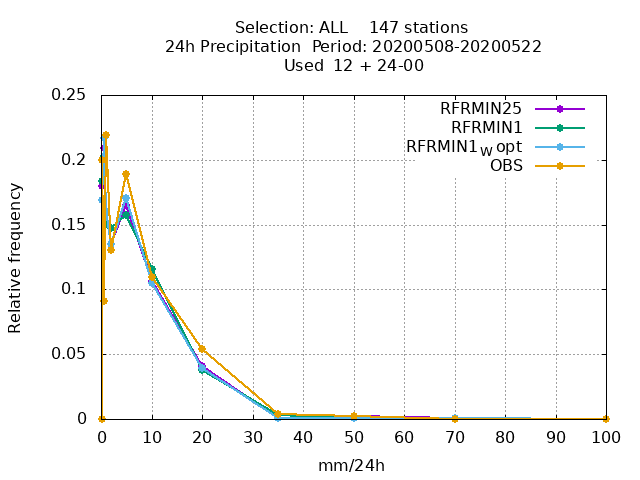 Selection: ALL    147 stations
24h Precipitation  Period: 20200508-20200522
Used  12 + 24-00
RFRMIN25
RFRMIN1
RFRMIN1_W opt
OBS
Relative frequency
0.25
0.2
0.15
0.1
0.05
0
0 10 20 30 40 50 60 70 80 90 100
mm/24h